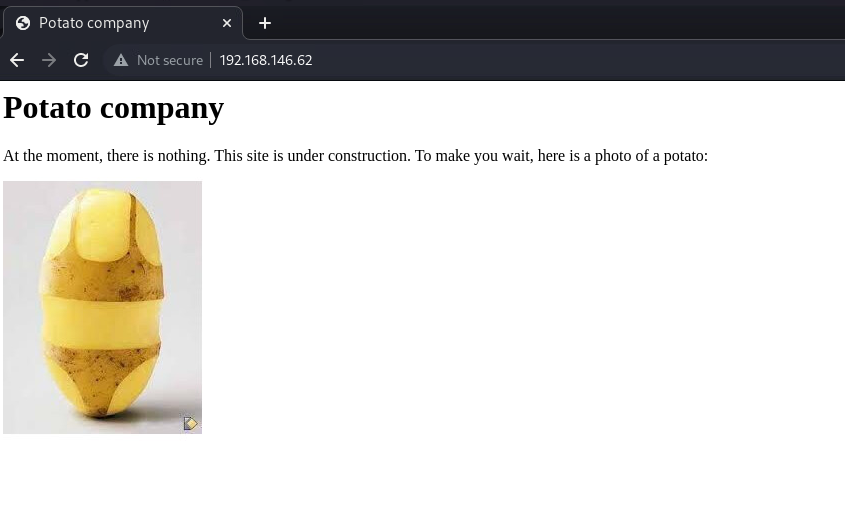 Potato company
Not secure 192.168.146.62
Potato company
At the moment, there is nothing. This site is under construction. To make you wait, here is a photo of a potato: